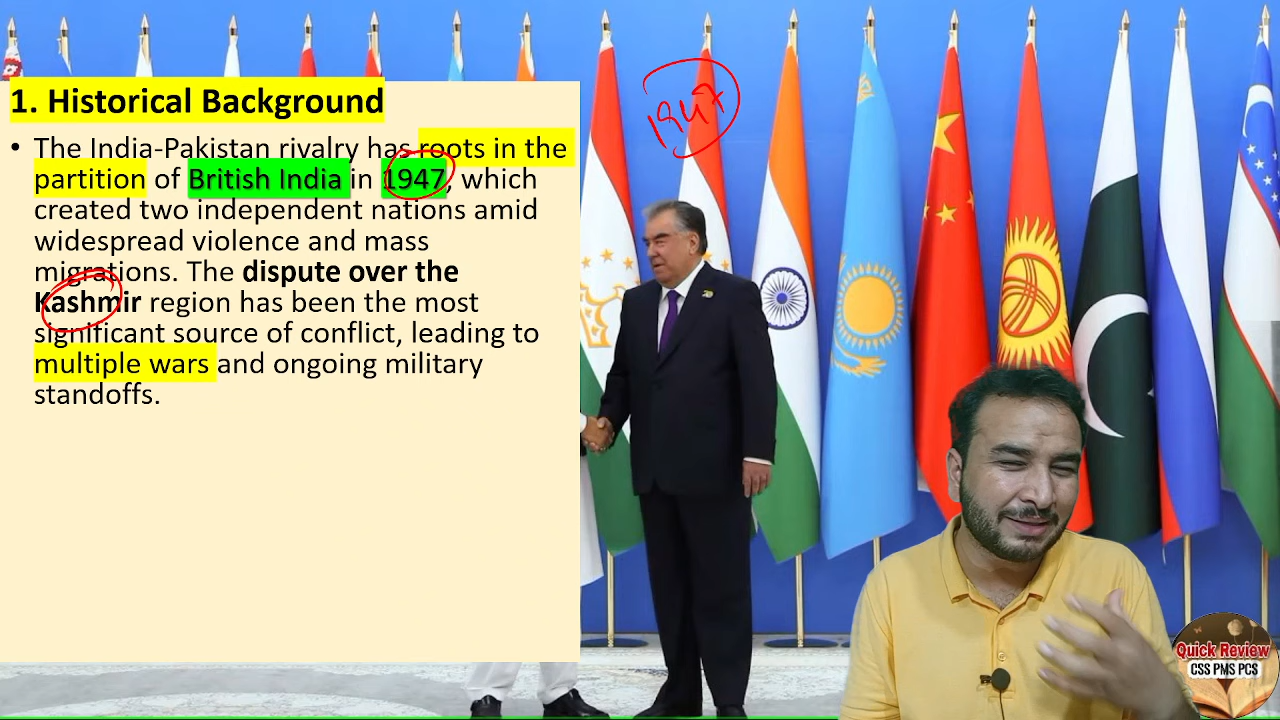 1. Historical Background
• The India-Pakistan rivalry has roots in the
partition of British India in 1947, which
created two independent nations amid
widespread violence and mass
migrations. The dispute over the
Kashmir region has been the most
significant source of conflict, leading to
multiple wars and ongoing military
standoffs.
1947
Quick Review
CSS PMS PCS